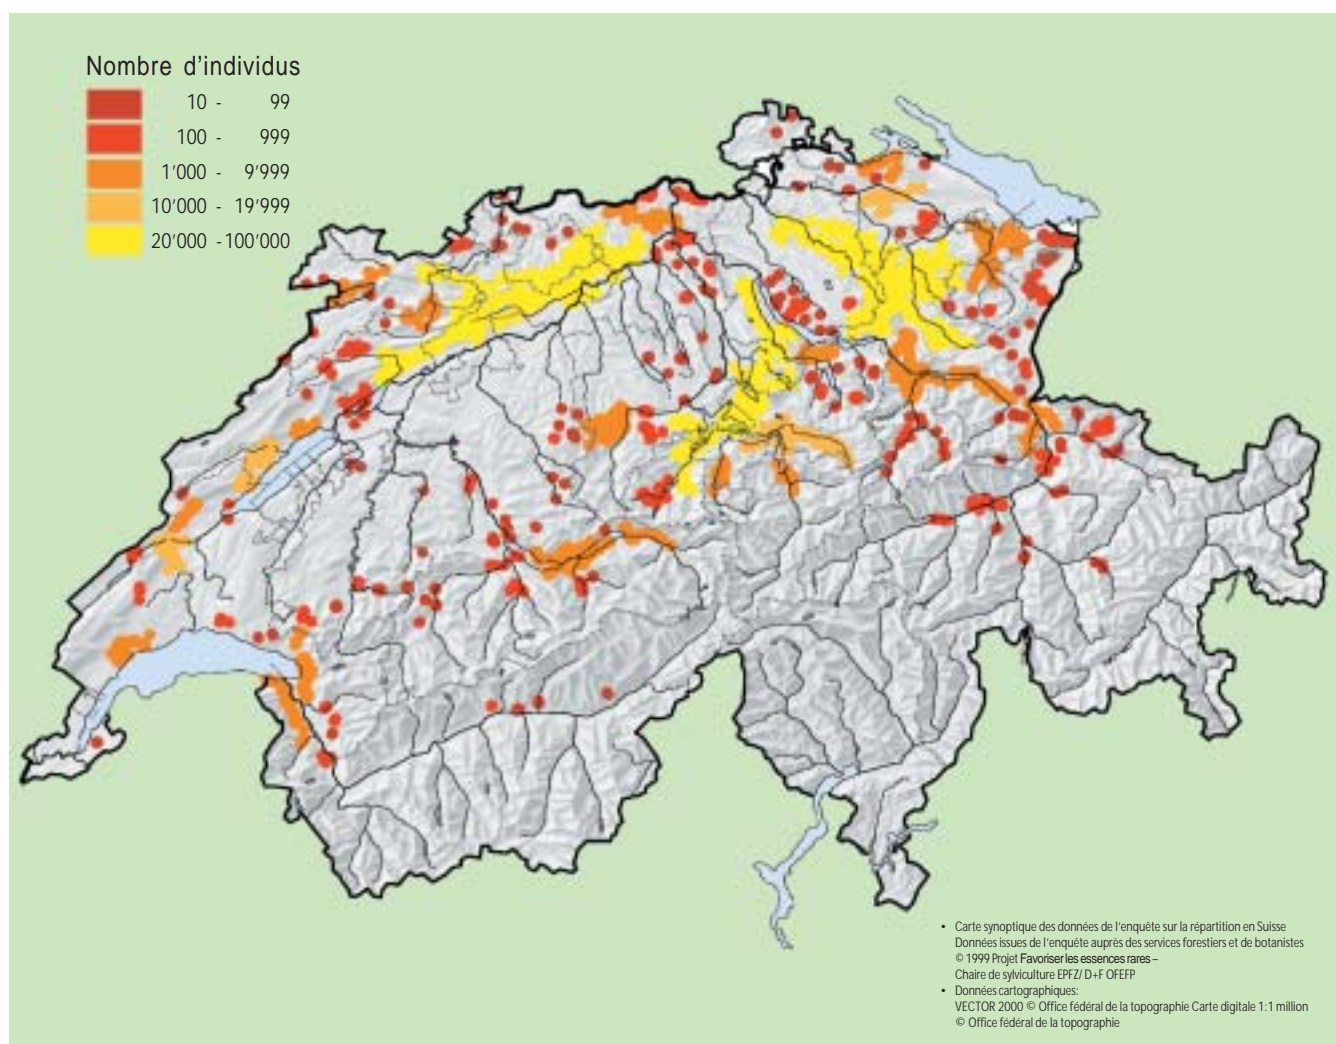 Nombre d'individus
10 - 99
100 - 999
1'000 - 9'999
10'000 - 19'999
20'000 -100'000
• Carte synoptique des données de l'enquête sur la répartition en Suisse
Données issues de l'enquête auprès des services forestiers et de botanistes
© 1999 Projet Favoriser les essences rares –
Chaire de sylviculture EPFZ/ D+F OFEFP
• Données cartographiques:
VECTOR 2000 © Office fédéral de la topographie Carte digitale 1:1 million
© Office fédéral de la topographie